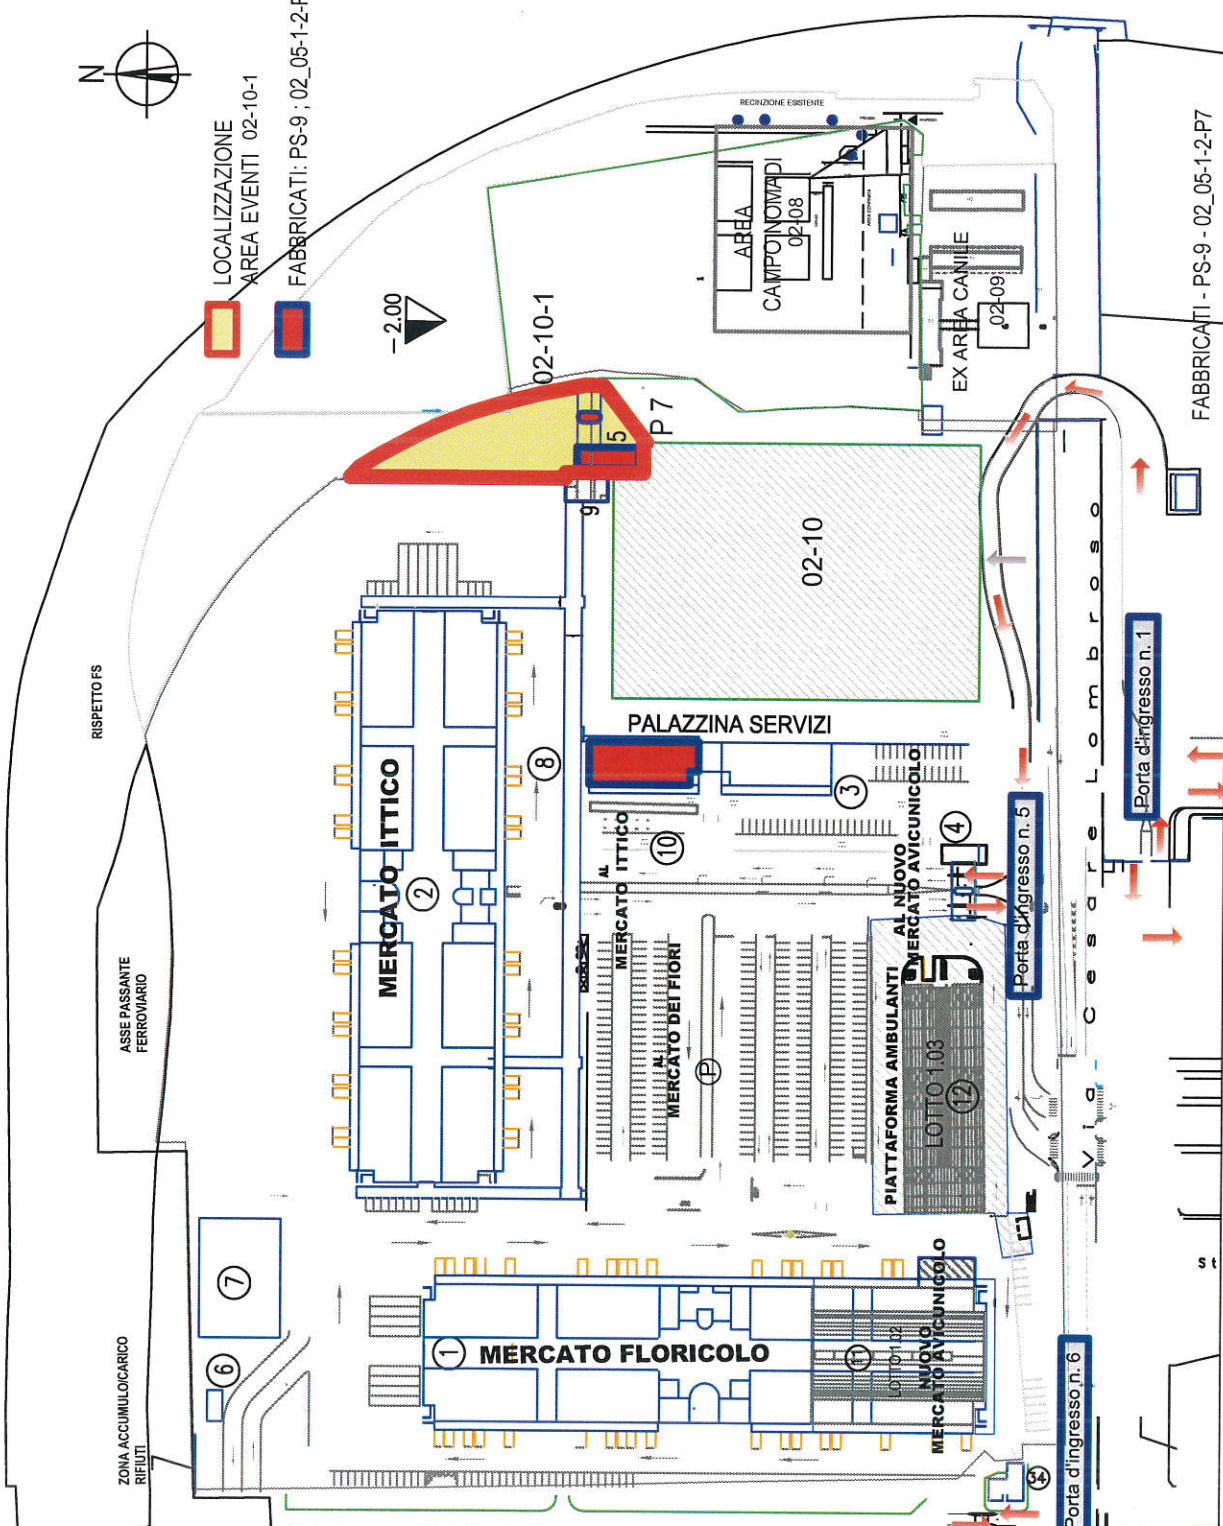 N
LOCALIZZAZIONE
AREA EVENTI 02-10-1
FABBRICATI: PS-9 ; 02_05-1-2-P
-2.00
02-10-1
P 7
5
9
02-10
RECINZIONE ESISTENTE
AREA
CAMPO NOMADI
02-08
EX AREA CANILE
02-09
FABBRICATI - PS-9 - 02_05-1-2-P7
RISPETTO FS
ASSE PASSANTE
FERROVIARIO
ZONA ACCUMULO/CARICO
RIFIUTI
MERCATO ITTICO
2
8
PALAZZINA SERVIZI
3
10
AL
MERCATO ITTICO
AL
MERCATO DEI FIORI
P
AL NUOVO
MERCATO AVICUNICOLO
4
PIATTAFORMA AMBULANTI
LOTTO 1.03
12
7
6
1
MERCATO FLORICOLO
11
LOTTO 1.02
NUOVO
MERCATO AVICUNICOLO
34
Porta d'ingresso n. 5
Porta d'ingresso n. 1
Porta d'ingresso n. 6
Via Cesare Lombroso
St